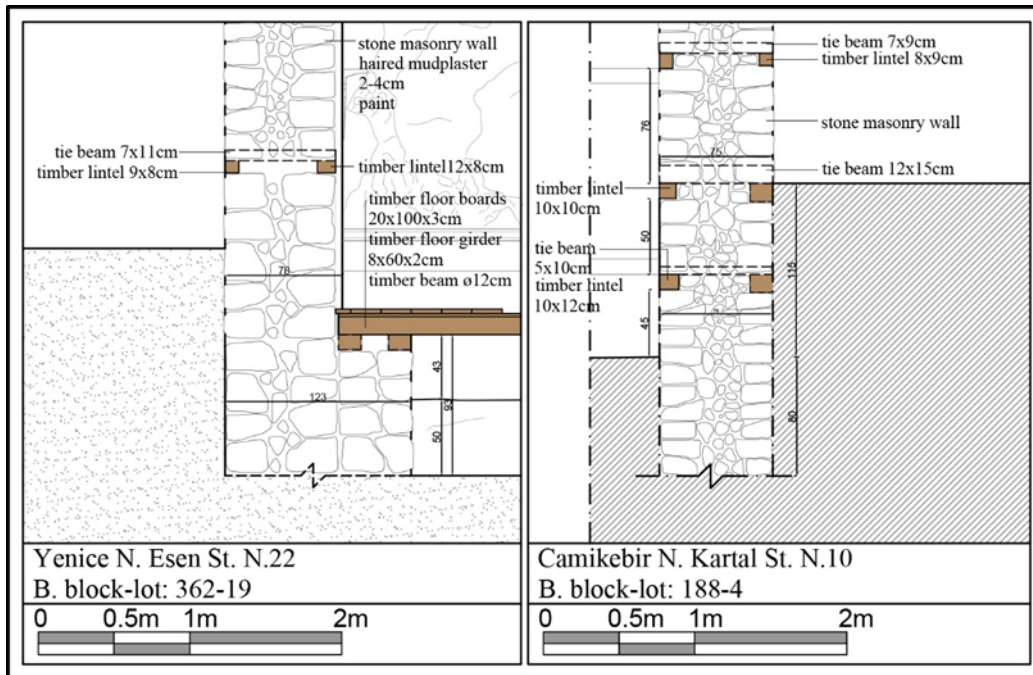 stone masonry wall
haired mudplaster
2-4cm
paint
tie beam 7x11cm
timber lintel 9x8cm
timber lintel12x8cm
timber floor boards
20x100x3cm
timber floor girder
8x60x2cm
timber beam ø12cm
78
123
43
93
50
Yenice N. Esen St. N.22
B. block-lot: 362-19
0 0.5m 1m 2m
tie beam 7x9cm
timber lintel 8x9cm
76
stone masonry wall
75
tie beam 12x15cm
timber lintel
10x10cm
50
tie beam
5x10cm
timber lintel
10x12cm
115
45
80
Camikebir N. Kartal St. N.10
B. block-lot: 188-4
0 0.5m 1m 2m